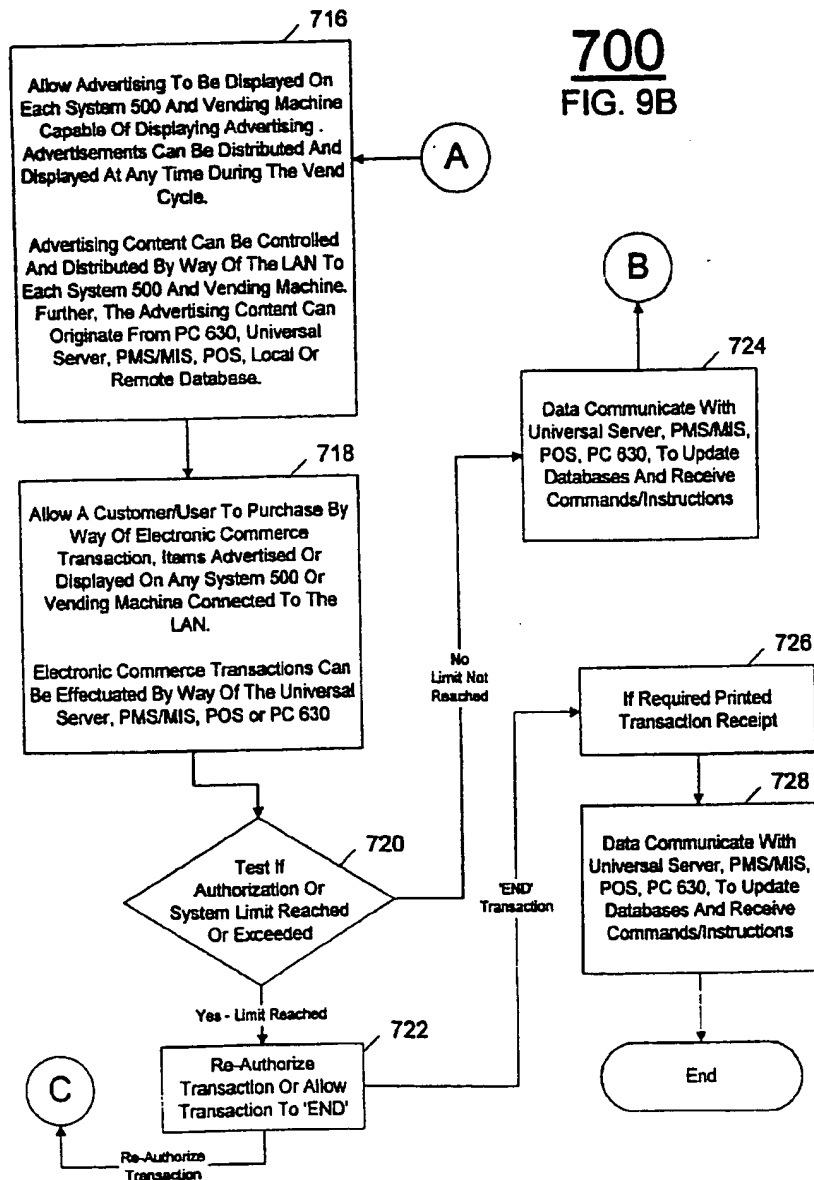 700
FIG. 9B
716
Allow Advertising To Be Displayed On
Each System 500 And Vending Machine
Capable Of Displaying Advertising .
Advertisements Can Be Distributed And
Displayed At Any Time During The Vend
Cycle.
Advertising Content Can Be Controlled
And Distributed By Way Of The LAN To
Each System 500 And Vending Machine.
Further, The Advertising Content Can
Originate From PC 630, Universal
Server, PMS/MIS, POS, Local Or
Remote Database.
A
B
718
Allow A Customer/User To Purchase By
Way Of Electronic Commerce
Transaction, Items Advertised Or
Displayed On Any System 500 Or
Vending Machine Connected To The
LAN.
Electronic Commerce Transactions Can
Be Effectuated By Way Of The Universal
Server, PMS/MIS, POS or PC 630
724
Data Communicate With
Universal Server, PMS/MIS,
POS, PC 630, To Update
Databases And Receive
Commands/Instructions
No
Limit Not
Reached
720
Test If
Authorization Or
System Limit Reached
Or Exceeded
Yes - Limit Reached
722
Re-Authorize
Transaction Or Allow
Transaction To 'END'
C
Re-Authorize
Transaction
'END'
Transaction
726
If Required Printed
Transaction Receipt
728
Data Communicate With
Universal Server, PMS/MIS,
POS, PC 630, To Update
Databases And Receive
Commands/Instructions
End